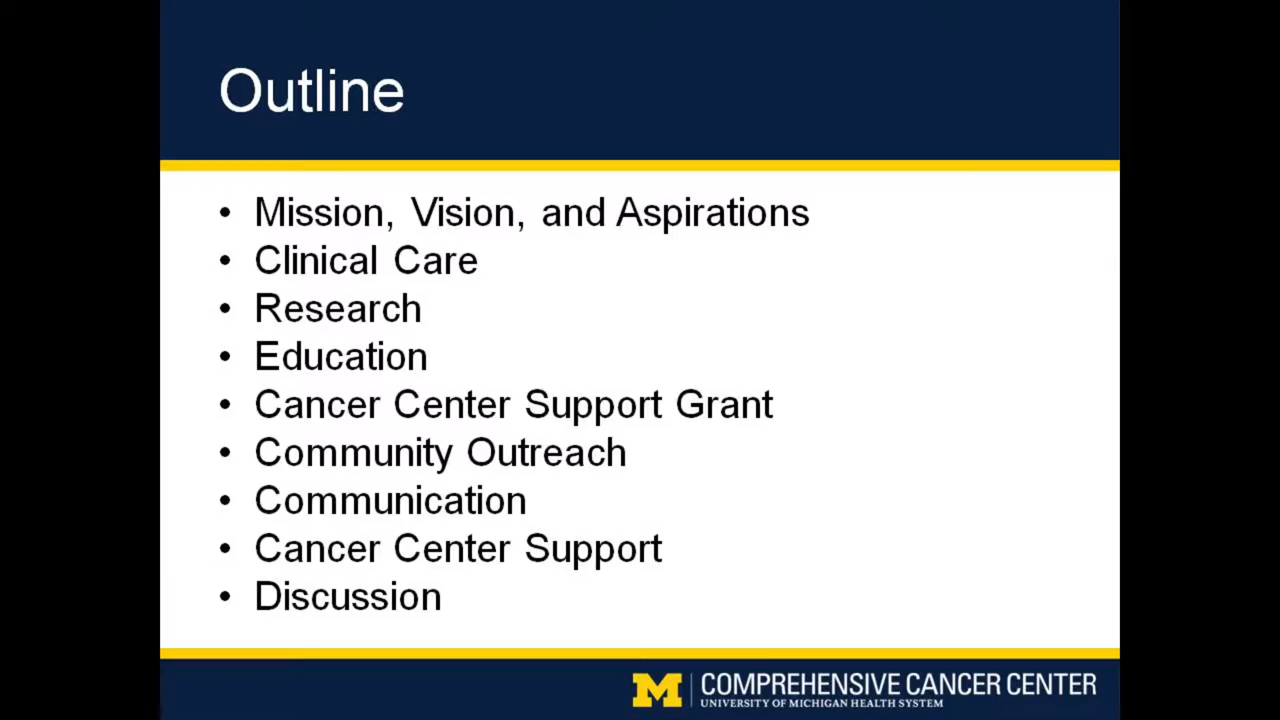 Outline
• Mission, Vision, and Aspirations
• Clinical Care
• Research
• Education
• Cancer Center Support Grant
• Community Outreach
• Communication
• Cancer Center Support
• Discussion
M COMPREHENSIVE CANCER CENTER
UNIVERSITY OF MICHIGAN HEALTH SYSTEM